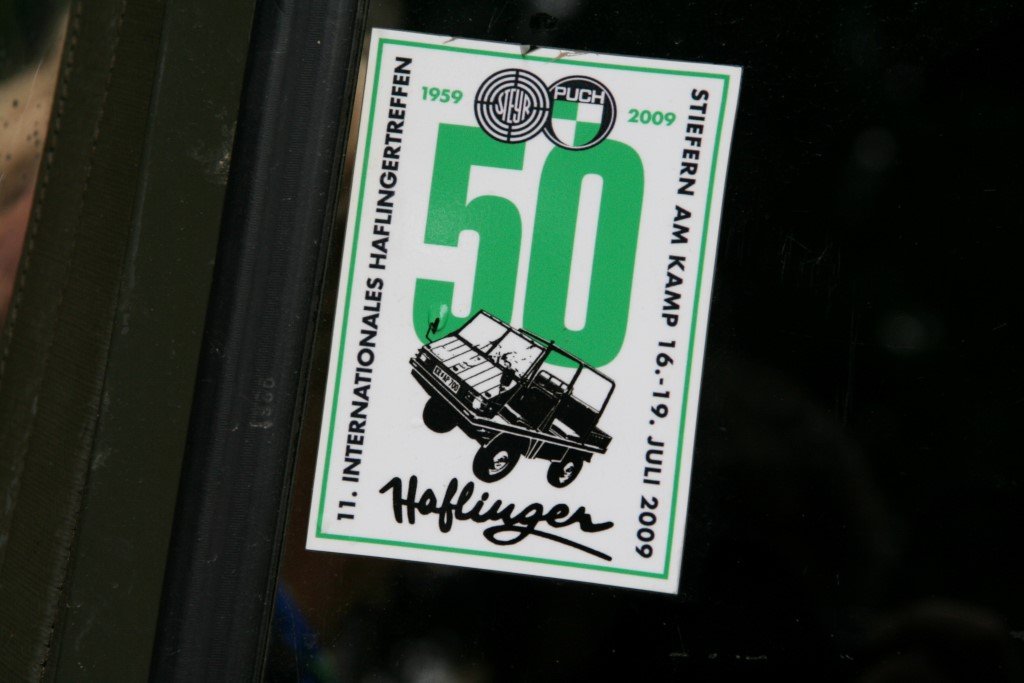 11. INTERNATIONALES HAFLINGERTREFFEN
1959
STEYR
PUCH
2009
50
STIEFERN AM KAMP 16.-19. JULI 2009
Haflinger